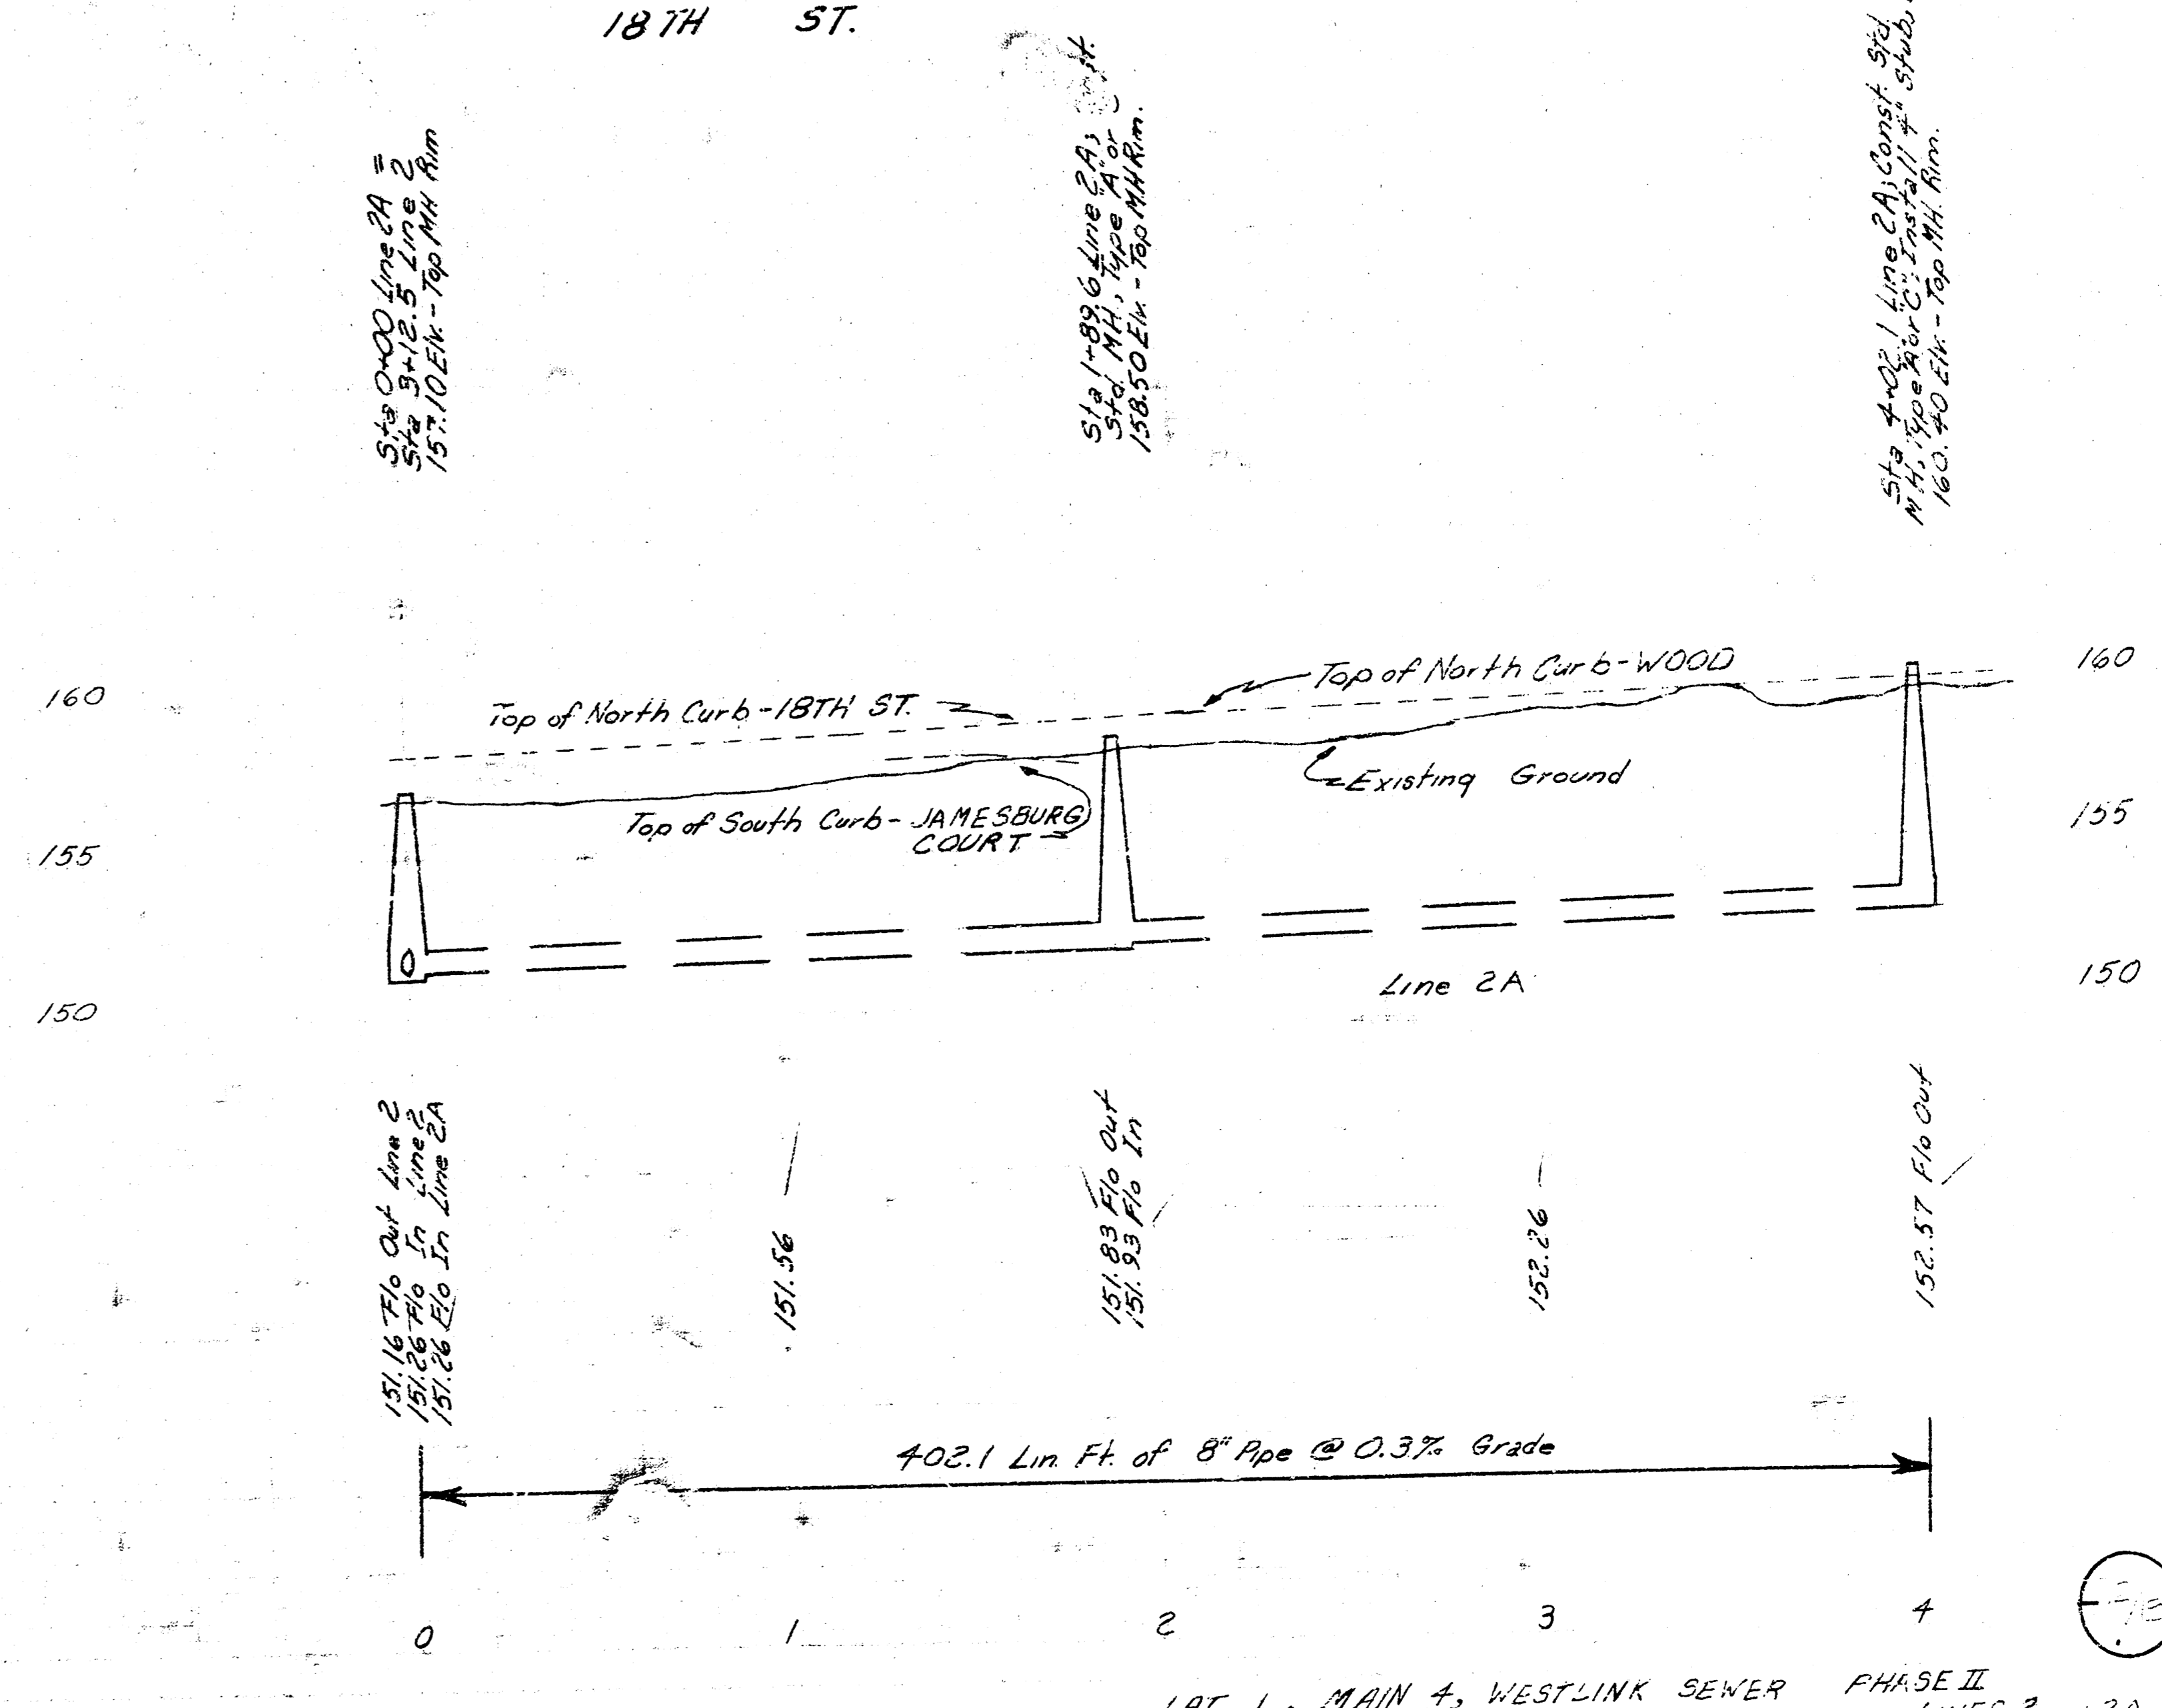 18TH ST.
Sta 0+00 Line 2A =
Sta 3+12.5 Line 2
157.10 Elv. - Top MH Rim
Sta 1+89.6 Line 2A;
Std. MH., Type "A" or
158.50 Elv. - Top M.H Rim.
Sta 4+02.1 Line 2A; Const. Std.
MH, Type "A" or "C"; Install 4" Stub,
160.40 Elv. - Top MH. Rim.
160
Top of North Curb-18TH ST.
Top of North Curb-WOOD
160
Existing Ground
Top of South Curb- JAMESBURG
COURT
155
155
150
Line 2A
150
151.16 Flo Out Line 2
151.26 Flo In Line 2
151.26 Flo In Line 2A
151.56
151.83 Flo Out
151.93 Flo In
152.26
152.57 Flo Out
402.1 Lin. Ft. of 8" Pipe @ 0.3% Grade
0 1 2 3 4
LAT 1, MAIN 4, WESTLINK SEWER PHASE II